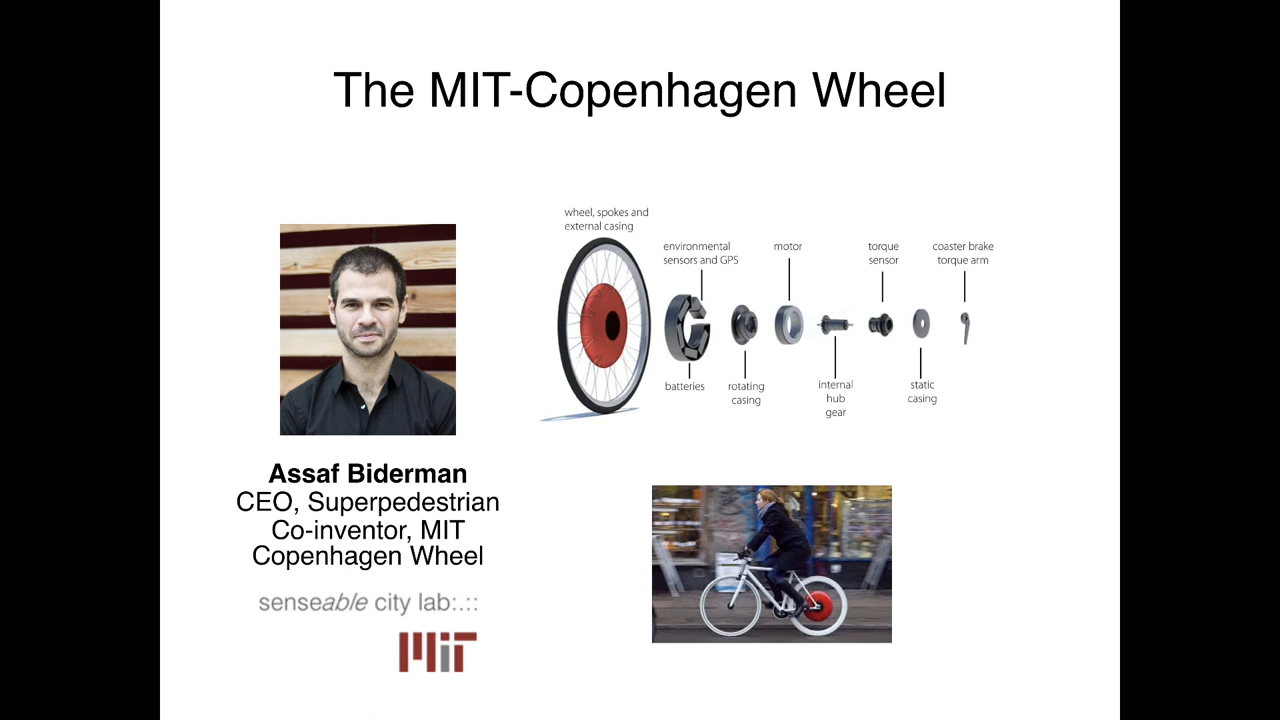 The MIT-Copenhagen Wheel
wheel, spokes and
external casing
environmental
sensors and GPS
motor
torque
sensor
coaster brake
torque arm
batteries
rotating
casing
internal
hub
gear
static
casing
Assaf Biderman
CEO, Superpedestrian
Co-inventor, MIT
Copenhagen Wheel
senseable city lab:.::
MIT